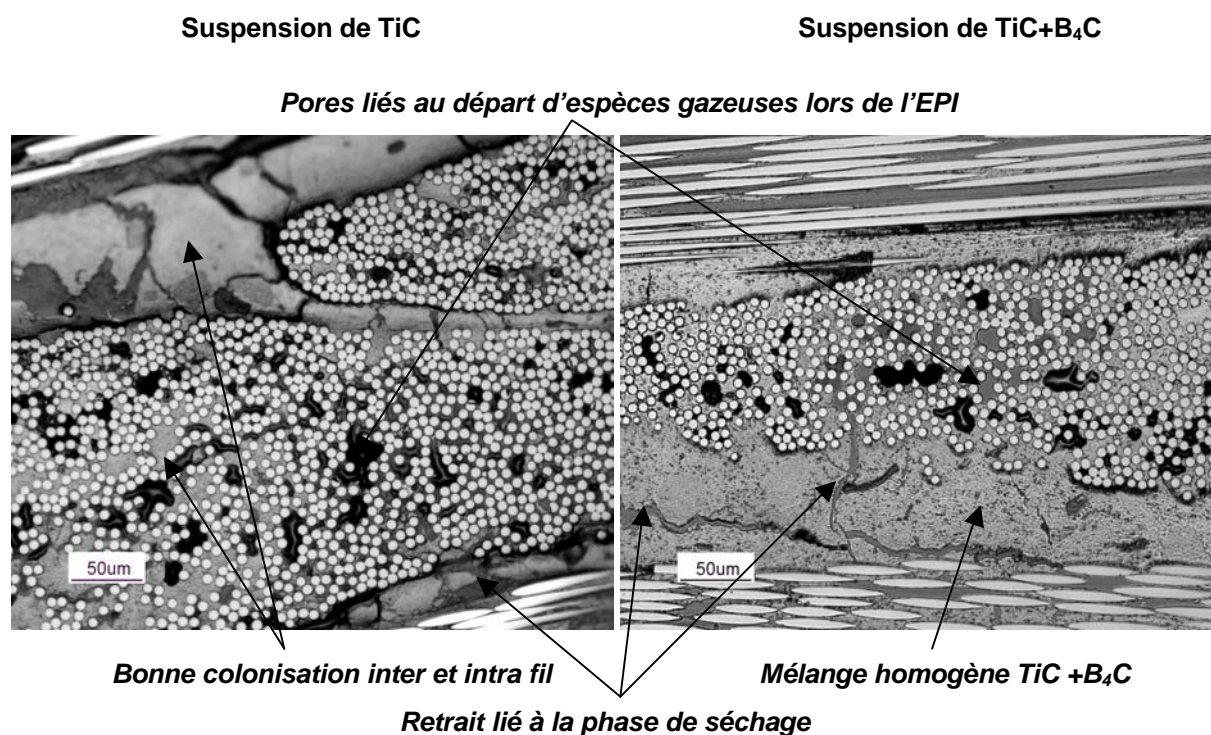 Suspension de TiC
Suspension de TiC+B₄C
Pores liés au départ d'espèces gazeuses lors de l'EPI
50um
50um
Bonne colonisation inter et intra fil
Mélange homogène TiC +B₄C
Retrait lié à la phase de séchage